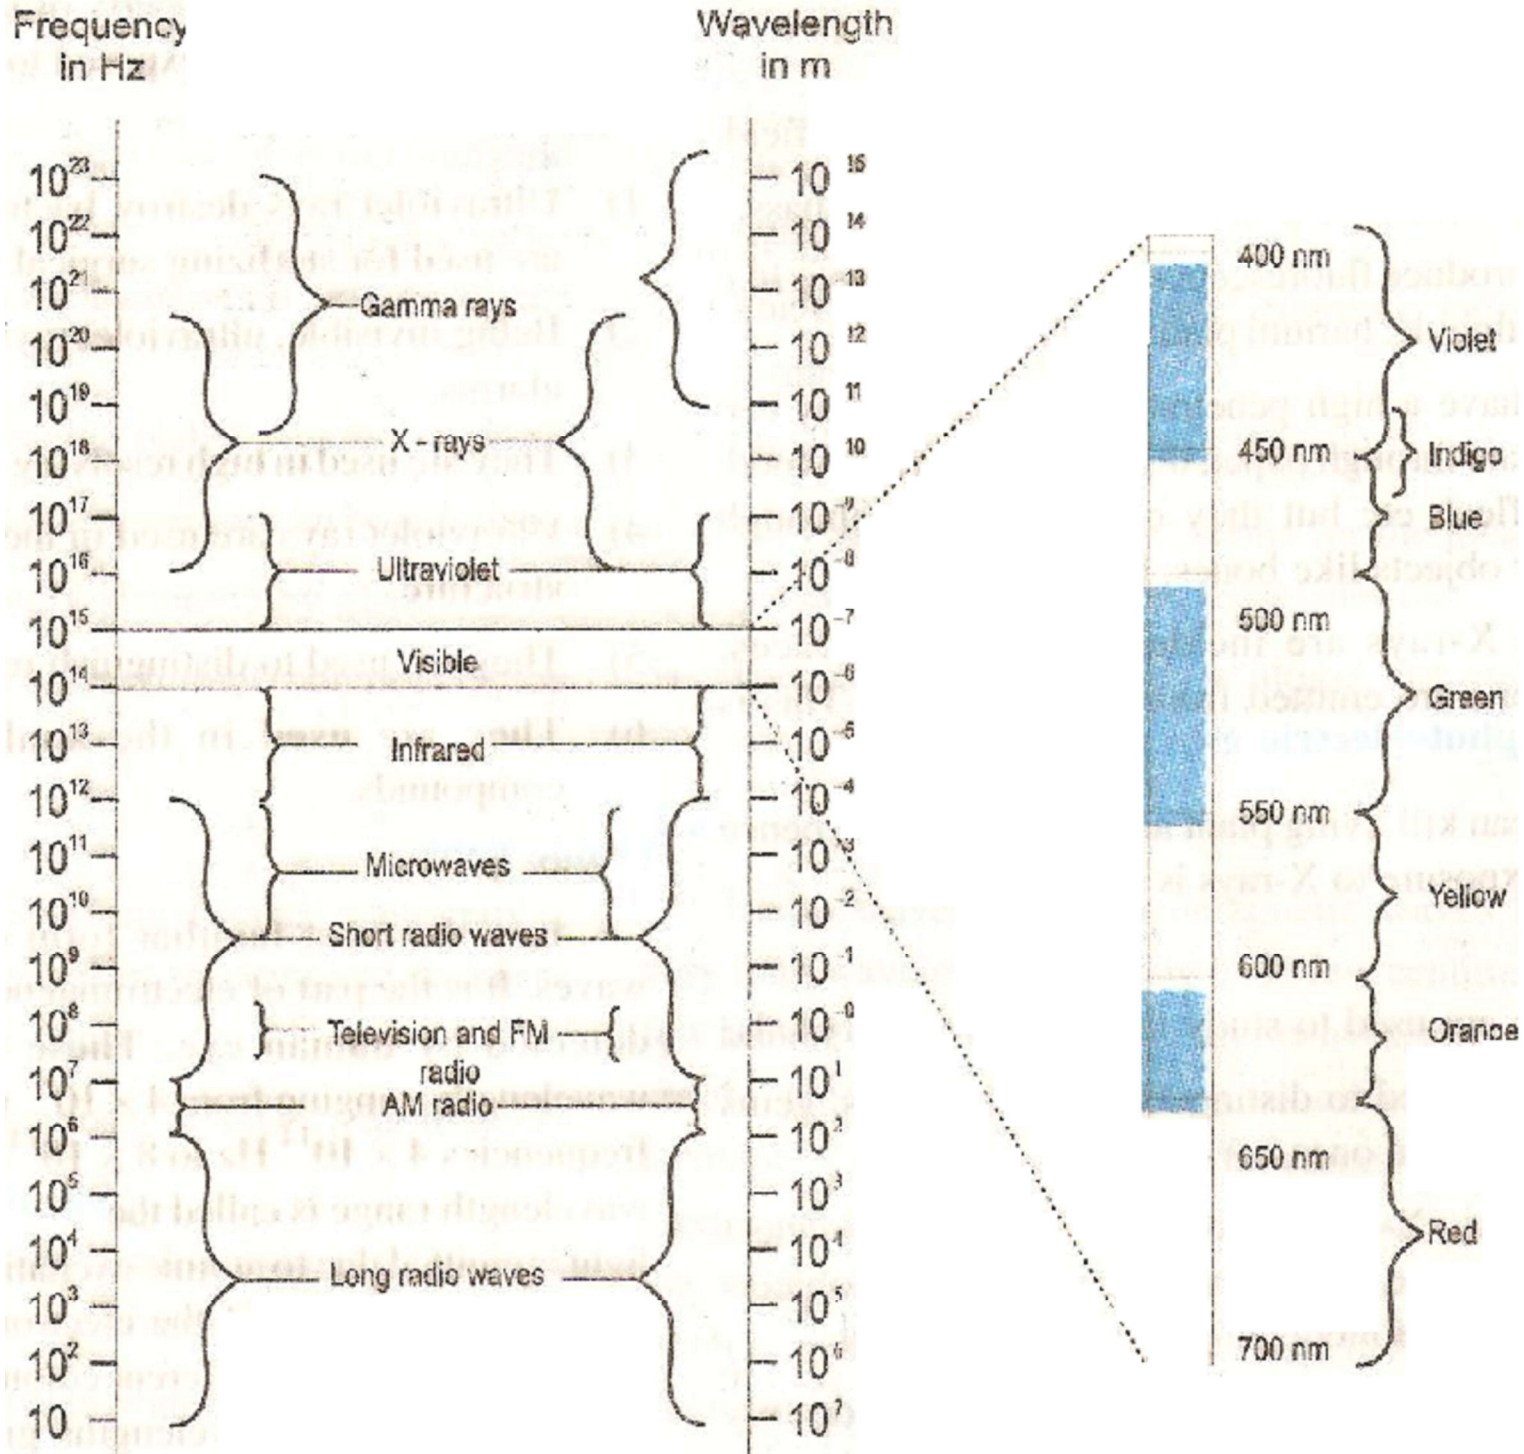 Frequency
in Hz
Wavelength
in m
10²³
10²²
10²¹
10²⁰
10¹⁹
10¹⁸
10¹⁷
10¹⁶
10¹⁵
10¹⁴
10¹³
10¹²
10¹¹
10¹⁰
10⁹
10⁸
10⁷
10⁶
10⁵
10⁴
10³
10²
10
Gamma rays
X - rays
Ultraviolet
Visible
Infrared
Microwaves
Short radio waves
Television and FM
radio
AM radio
Long radio waves
10 ¹⁵
10 ¹⁴
10⁻¹³
10 ¹²
10 ¹¹
10 ¹⁰
10⁻⁹
10⁻⁸
10⁻⁷
10⁻⁶
10⁻⁵
10⁻⁴
10⁻³
10⁻²
10⁻¹
10⁻⁰
10¹
10²
10³
10⁴
10⁵
10⁶
10⁷
400 nm
450 nm
500 nm
550 nm
600 nm
650 nm
700 nm
Violet
Indigo
Blue
Green
Yellow
Orange
Red